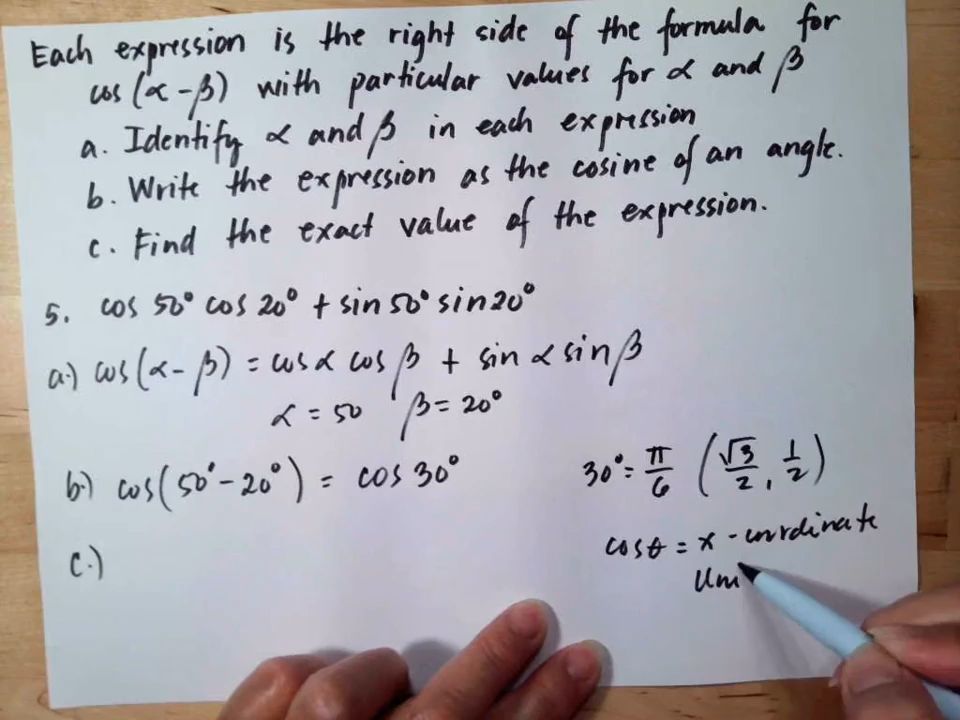 Each expression is the right side of the formula for
cos (α - β) with particular values for α and β
a. Identify α and β in each expression
b. Write the expression as the cosine of an angle.
c. Find the exact value of the expression.
5. cos 50° cos 20° + sin 50° sin 20°
a.) cos (α - β) = cos α cos β + sin α sin β
α = 50 β = 20°
b.) cos (50° - 20°) = cos 30°
30° = π/6 (√3/2, 1/2)
cos θ = x - coordinate
c.)